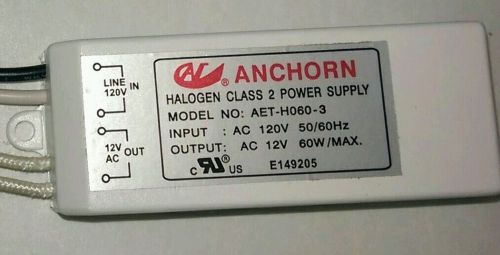 LINE
120V IN
12V
AC OUT
ANCHORN
HALOGEN CLASS 2 POWER SUPPLY
MODEL NO: AET-H060-3
INPUT : AC 120V 50/60Hz
OUTPUT: AC 12V 60W/MAX.
c RU US E149205